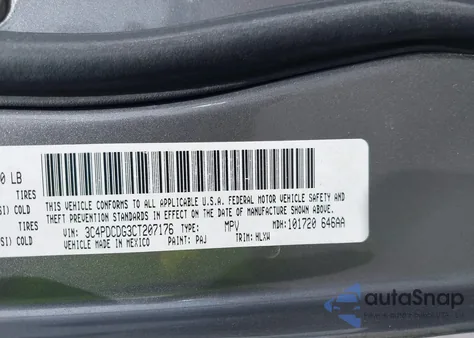 0 LB
TIRES
SI) COLD
TIRES
SI) COLD
THIS VEHICLE CONFORMS TO ALL APPLICABLE U.S.A. FEDERAL MOTOR VEHICLE SAFETY AND
THEFT PREVENTION STANDARDS IN EFFECT ON THE DATE OF MANUFACTURE SHOWN ABOVE.
VIN: 3C4PDCDG3CT207176 TYPE: MPV MDH: 101720 646AA
VEHICLE MADE IN MEXICO PAINT: PAJ TRIM: HLXW
autoSnap